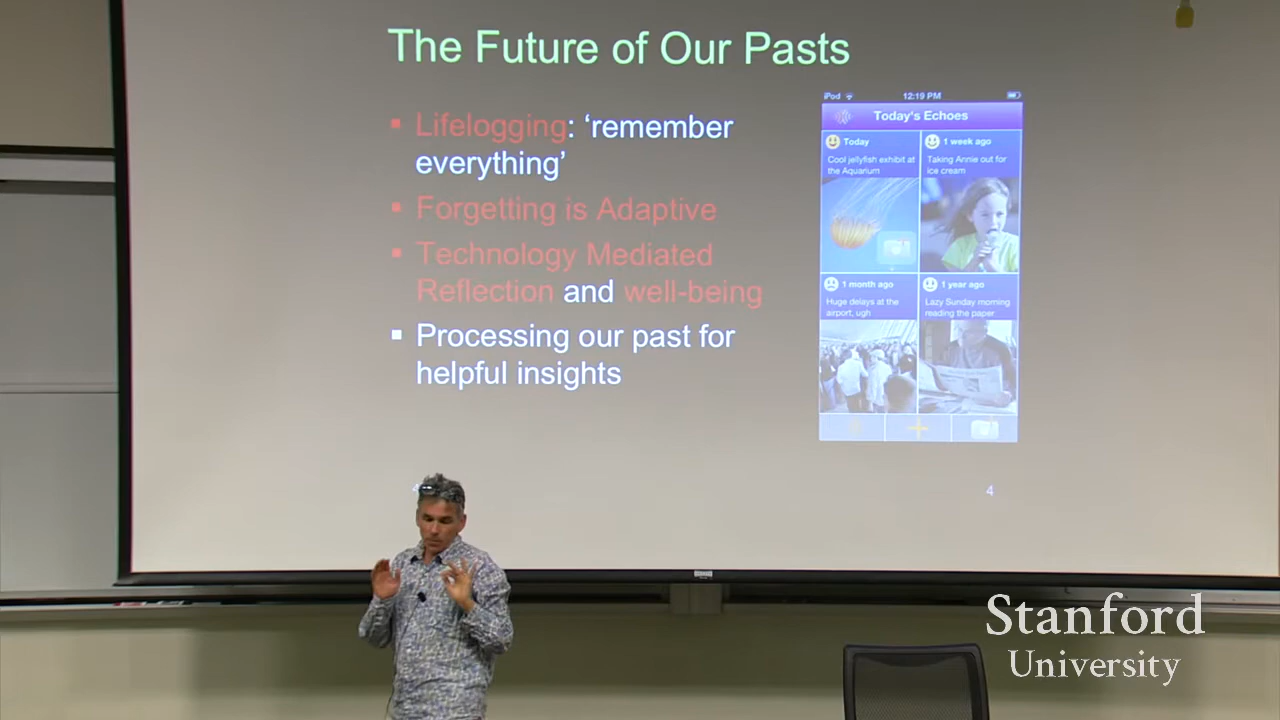 The Future of Our Pasts
Lifelogging: ‘remember
everything’
Forgetting is Adaptive
Technology Mediated
Reflection and well-being
Processing our past for
helpful insights
iPod 12:19 PM
Today's Echoes
Today
Cool jellyfish exhibit at
the Aquarium
1 week ago
Taking Annie out for
ice cream
1 month ago
Huge delays at the
airport, ugh
1 year ago
Lazy Sunday morning
reading the paper
4
Stanford
University